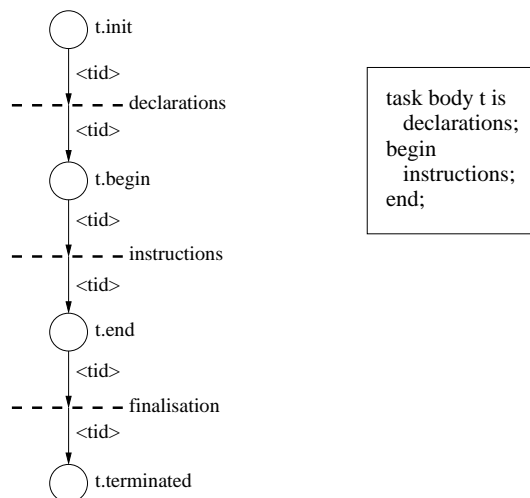 t.init
<tid>
declarations
<tid>
t.begin
<tid>
instructions
<tid>
t.end
<tid>
finalisation
<tid>
t.terminated
task body t is
declarations;
begin
instructions;
end;